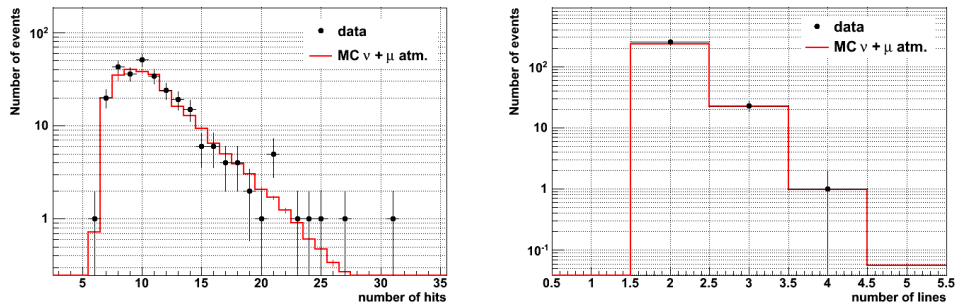 Number of events
10²
10
1
data
MC ν + μ atm.
5 10 15 20 25 30 35
number of hits
Number of events
10²
10
1
10⁻¹
data
MC ν + μ atm.
0.5 1 1.5 2 2.5 3 3.5 4 4.5 5 5.5
number of lines